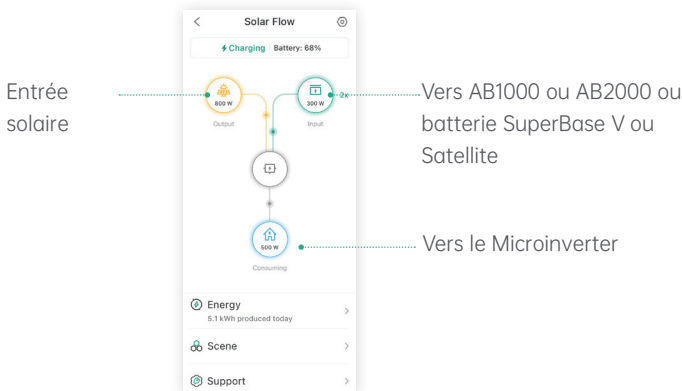 Solar Flow
Charging Battery: 68%
Entrée
solaire
800 W
Output
300 W
2x
Input
Vers AB1000 ou AB2000 ou
batterie SuperBase V ou
Satellite
500 W
Consuming
Vers le Microinverter
Energy
5.1 kWh produced today
Scene
Support